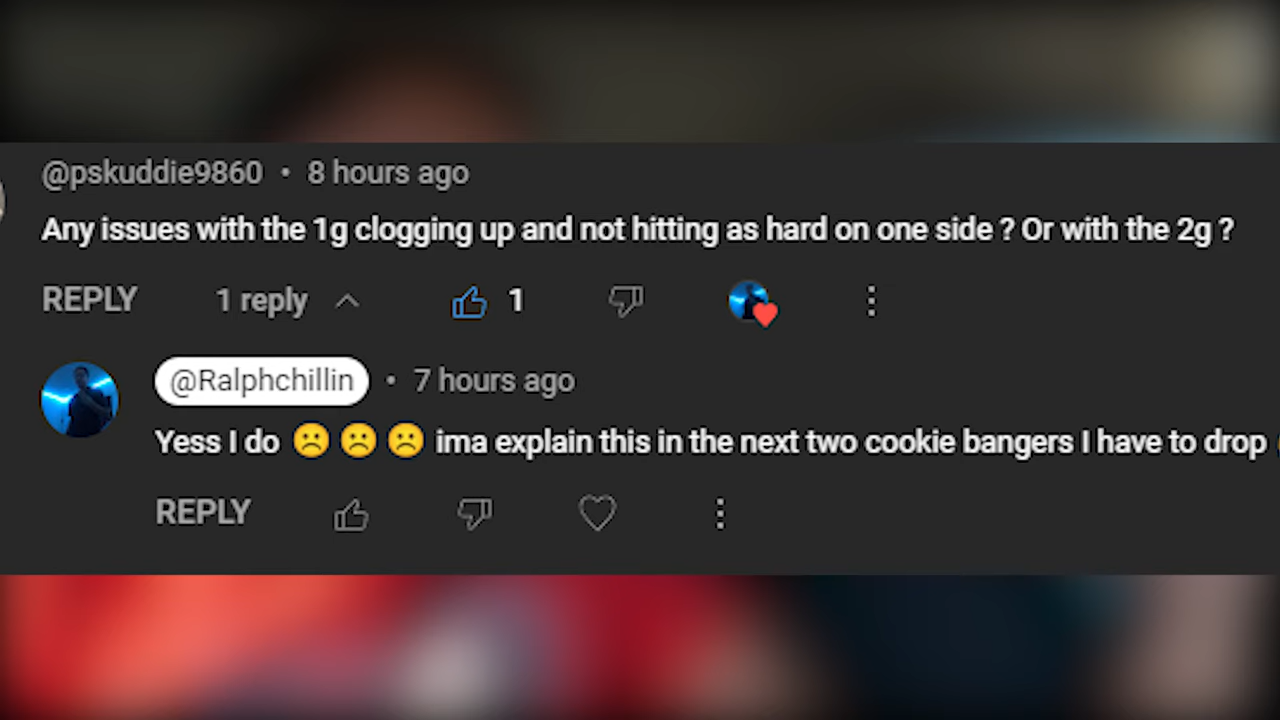 @pskuddie9860 • 8 hours ago
Any issues with the 1g clogging up and not hitting as hard on one side ? Or with the 2g ?
REPLY 1 reply 1
@Ralphchillin • 7 hours ago
Yess I do ☹️ ☹️ ☹️ ima explain this in the next two cookie bangers I have to drop
REPLY